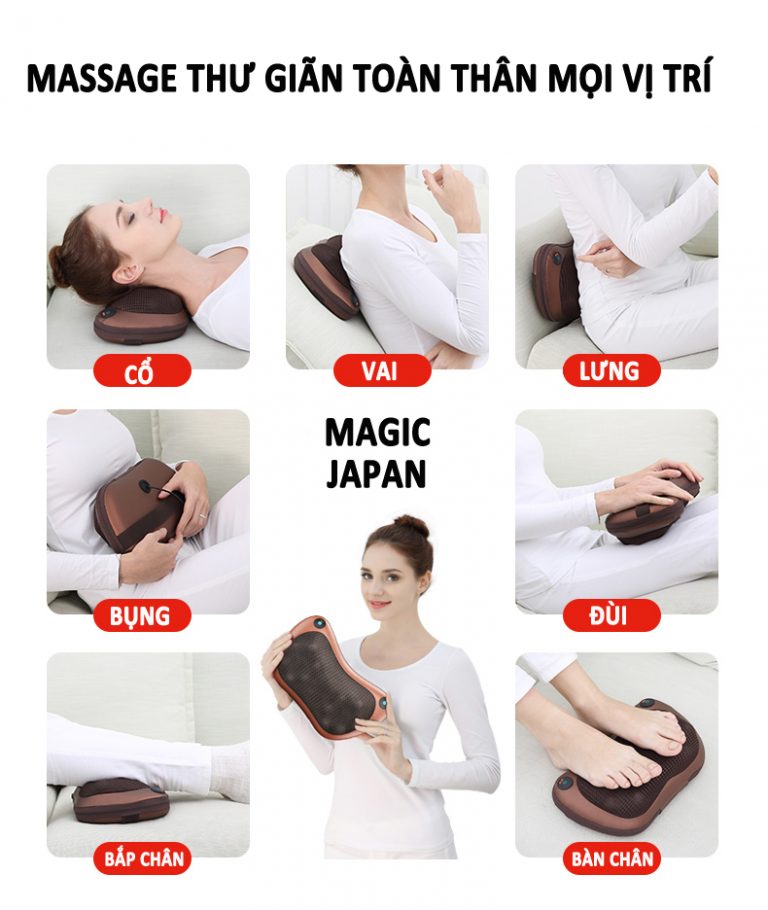 MASSAGE THƯ GIÃN TOÀN THÂN MỌI VỊ TRÍ
CỔ
VAI
LƯNG
MAGIC
JAPAN
BỤNG
ĐÙI
BẮP CHÂN
BÀN CHÂN